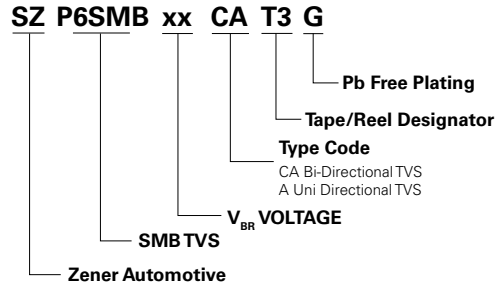 SZ P6SMB xx CA T3 G
Pb Free Plating
Tape/Reel Designator
Type Code
CA Bi-Directional TVS
A Uni Directional TVS
VBR VOLTAGE
SMB TVS
Zener Automotive